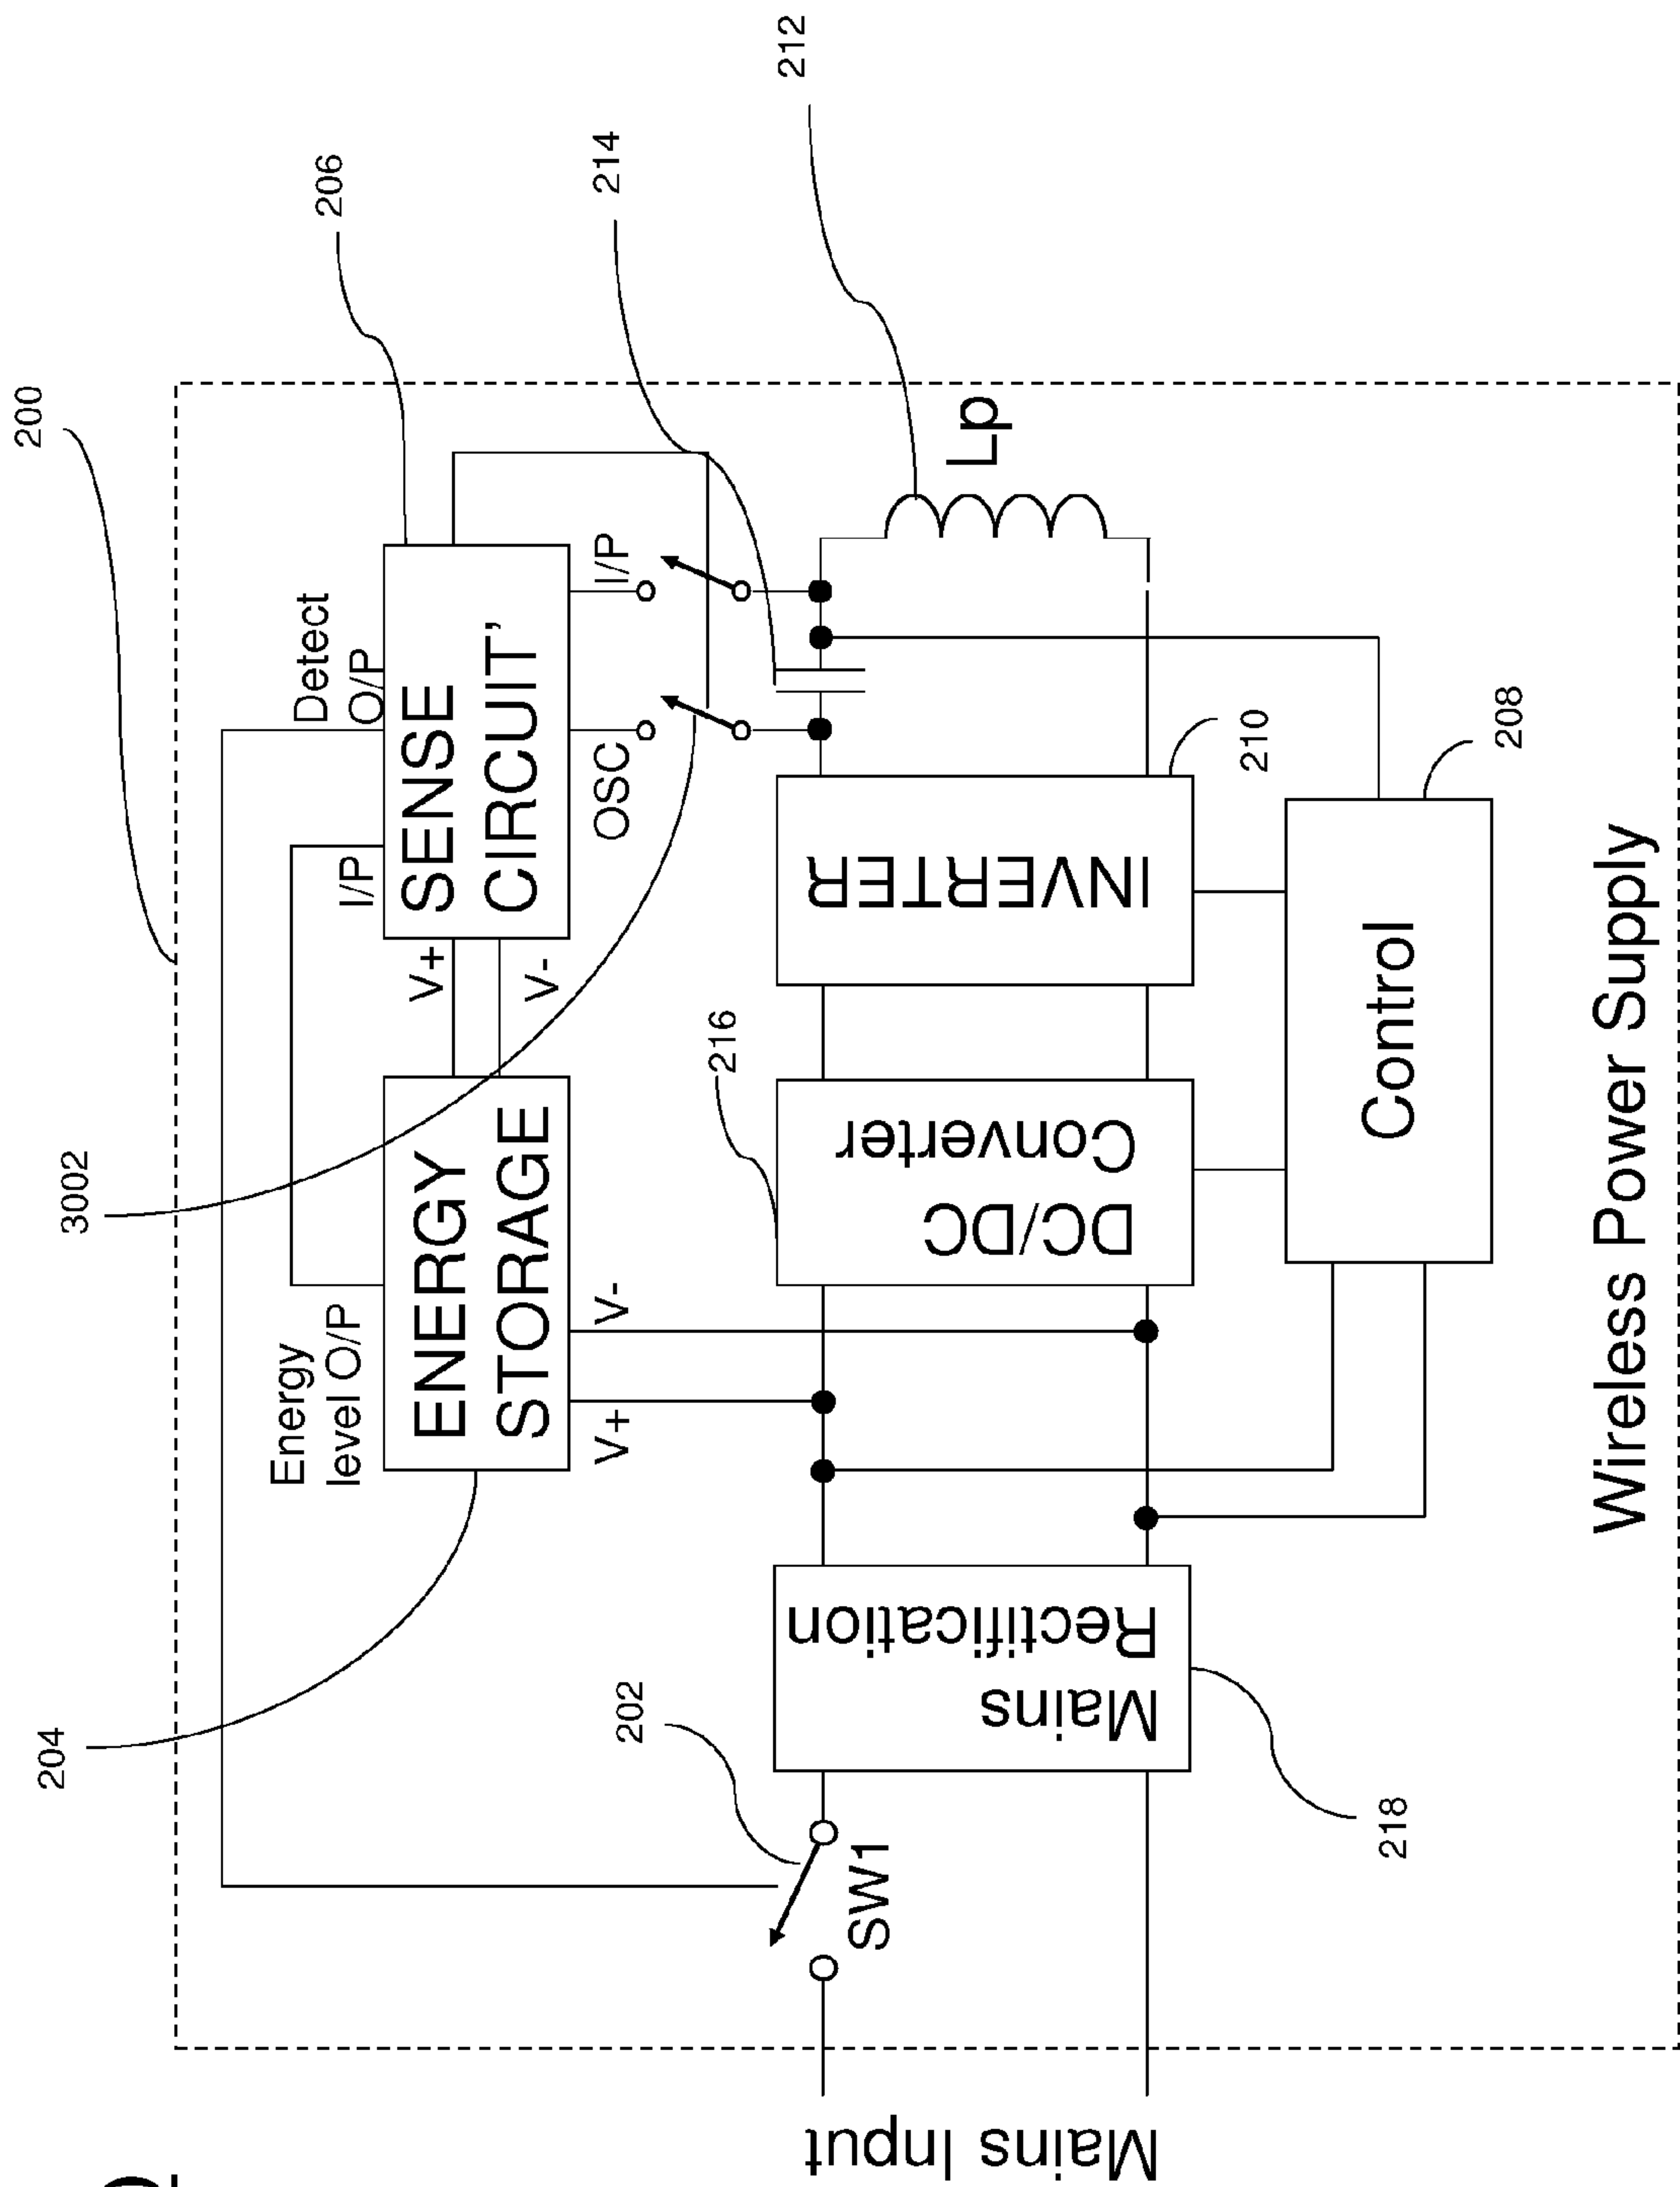 200
206
214
212
3002
204
Detect
O/P
I/P
Energy
level O/P
ENERGY
STORAGE
V+
V-
SENSE
CIRCUIT'
V+
V-
OSC
I/P
202
SW1
Mains Input
Mains
Rectification
218
216
DC/DC
Converter
INVERTER
210
Lp
Control
208
Wireless Power Supply